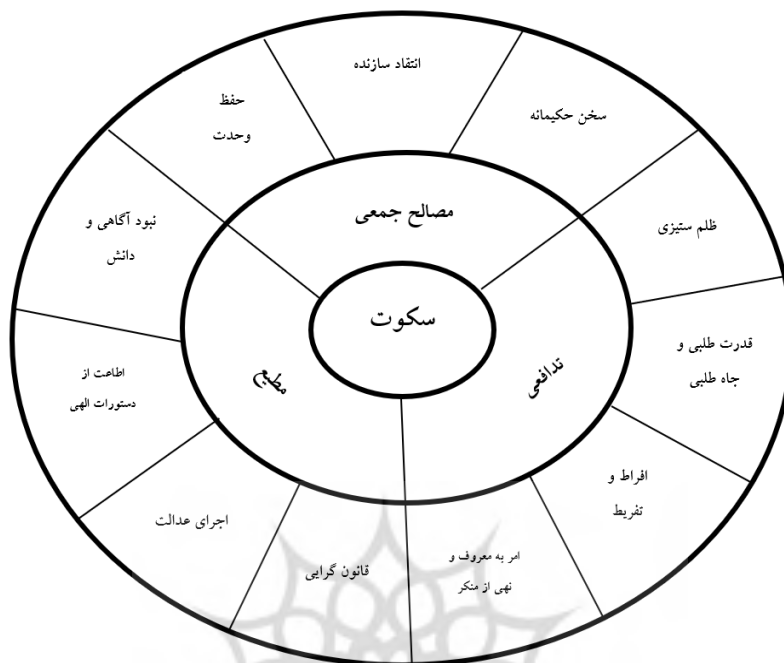 انتقاد سازنده
سخن حکیمانه
حفظ
وحدت
ظلم ستیزی
نبود آگاهی و
دانش
مصالح جمعی
سکوت
قدرت طلبی و
جاه طلبی
اطاعت از
دستورات الهی
مطیع
تدافعی
افراط و
تفریط
اجرای عدالت
امر به معروف و
نهی از منکر
قانون گرایی